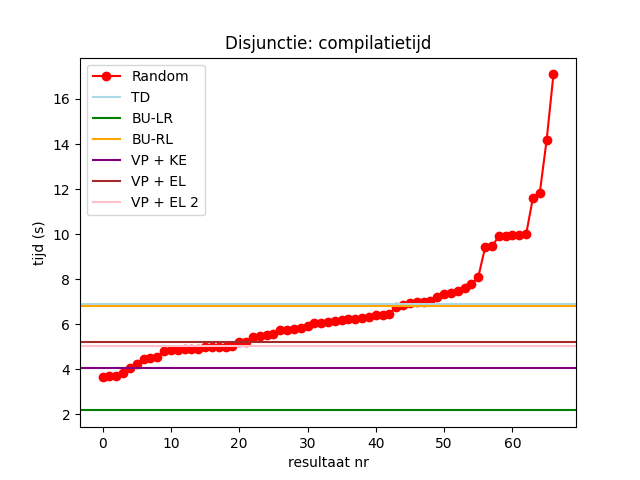 Disjunctie: compilatietijd
Random
TD
BU-LR
BU-RL
VP + KE
VP + EL
VP + EL 2
tijd (s)
16
14
12
10
8
6
4
2
0 10 20 30 40 50 60
resultaat nr